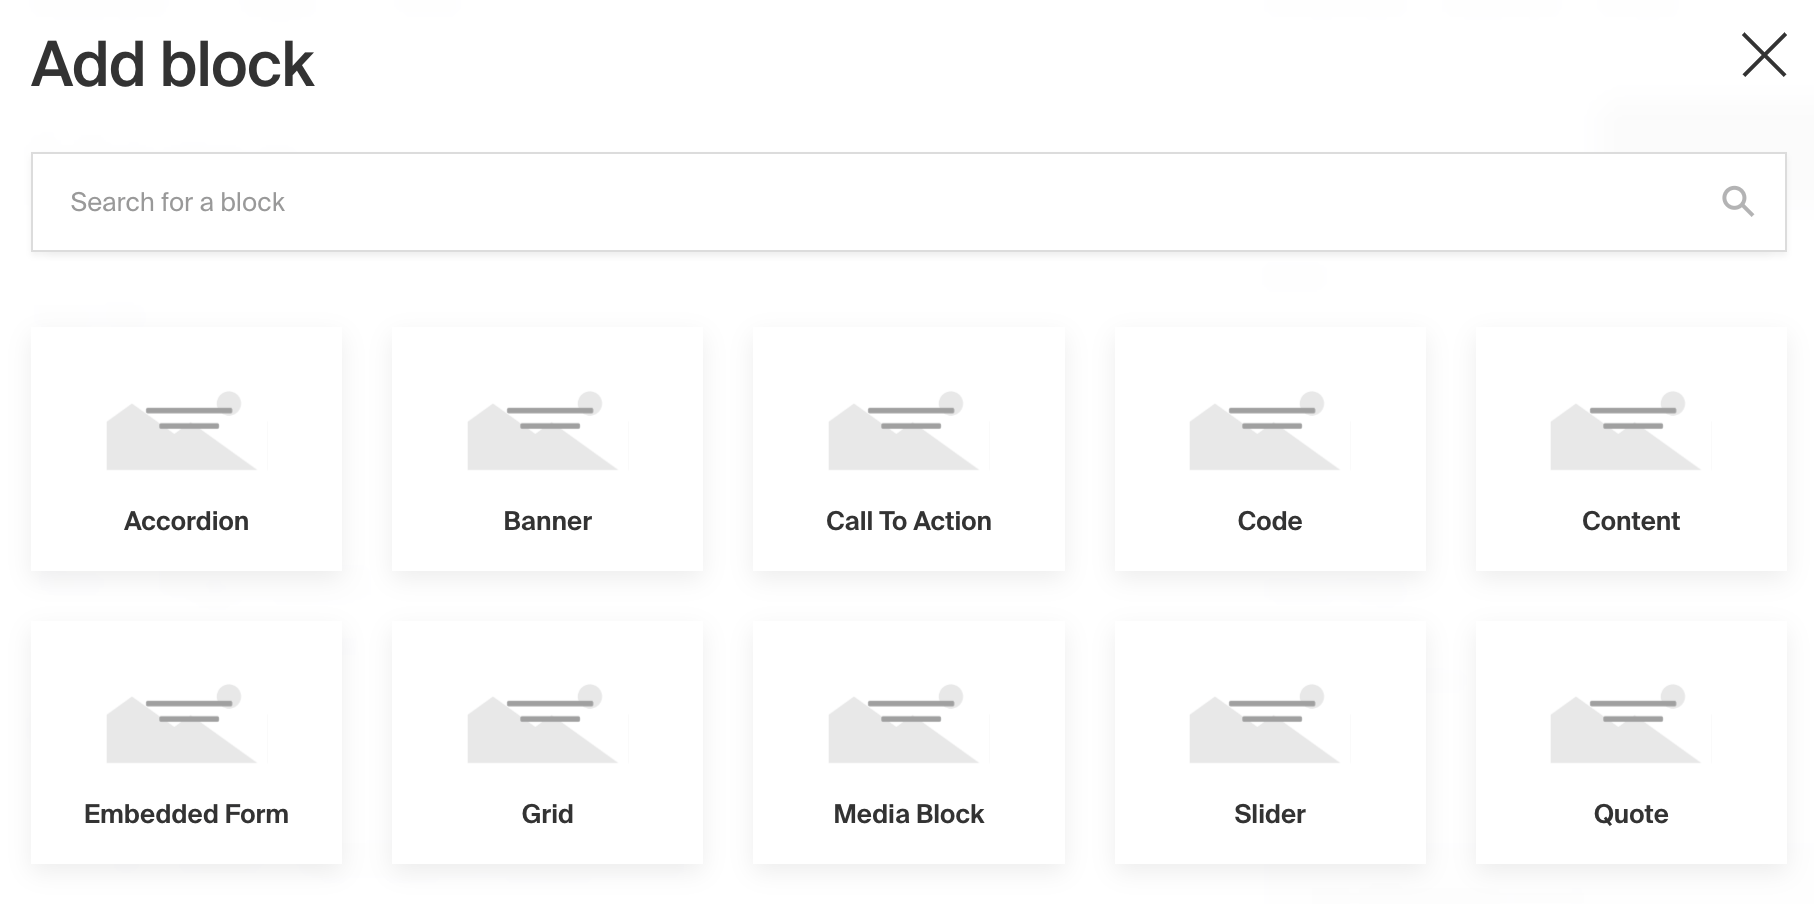 Add block
Search for a block
Accordion
Banner
Call To Action
Code
Content
Embedded Form
Grid
Media Block
Slider
Quote